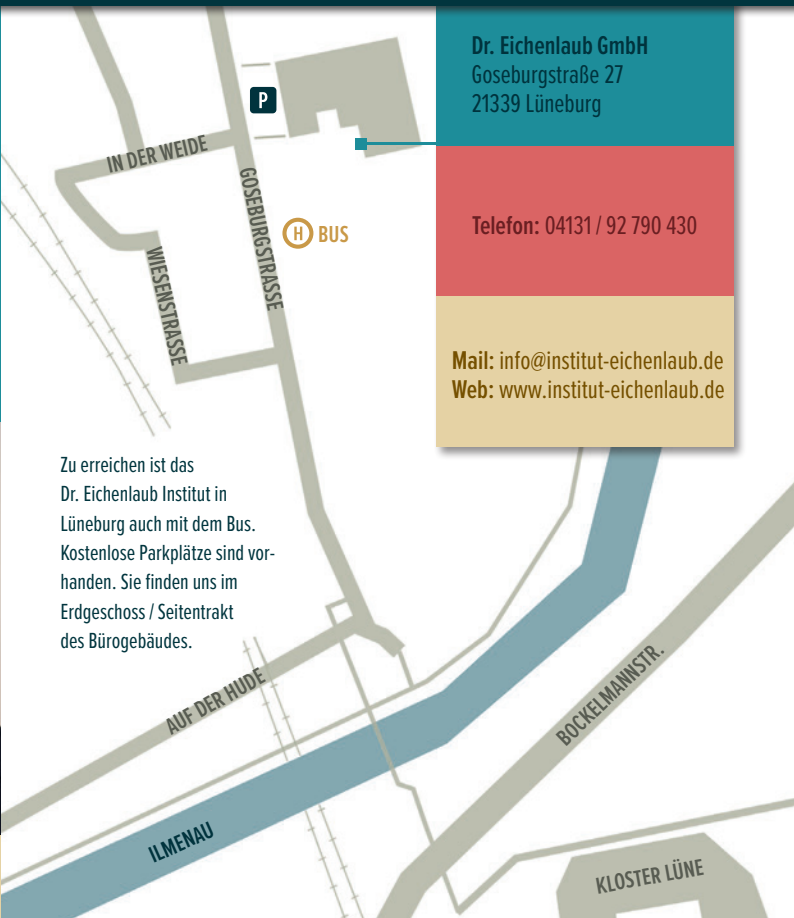 Dr. Eichenlaub GmbH
Goseburgstraße 27
21339 Lüneburg
P
IN DER WEIDE
GOSEBURGSTRASSE
H BUS
Telefon: 04131 / 92 790 430
WIESENSTRASSE
Mail: info@institut-eichenlaub.de
Web: www.institut-eichenlaub.de
Zu erreichen ist das
Dr. Eichenlaub Institut in
Lüneburg auch mit dem Bus.
Kostenlose Parkplätze sind vor-
handen. Sie finden uns im
Erdgeschoss / Seitentrakt
des Bürogebäudes.
AUF DER HUDE
BOCKELMANNSTR.
ILMENAU
KLOSTER LÜNE